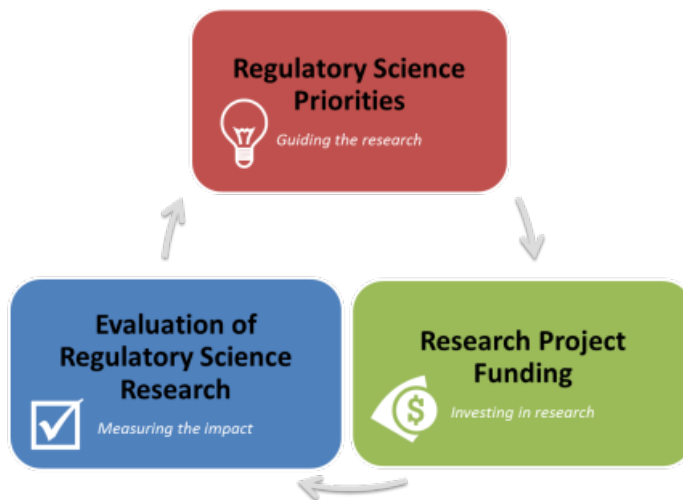 Regulatory Science
Priorities
Guiding the research
Evaluation of
Regulatory Science
Research
Measuring the impact
Research Project
Funding
$
Investing in research